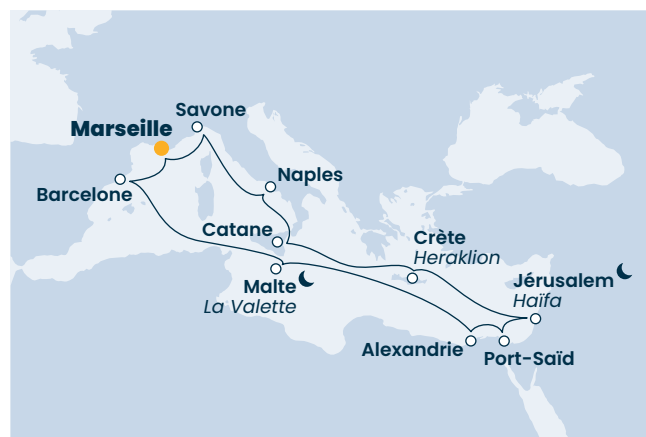 Savone
Marseille
Naples
Barcelone
Catane
Crète
Heraklion
Malte
La Valette
Jérusalem
Haïfa
Alexandrie
Port-Saïd